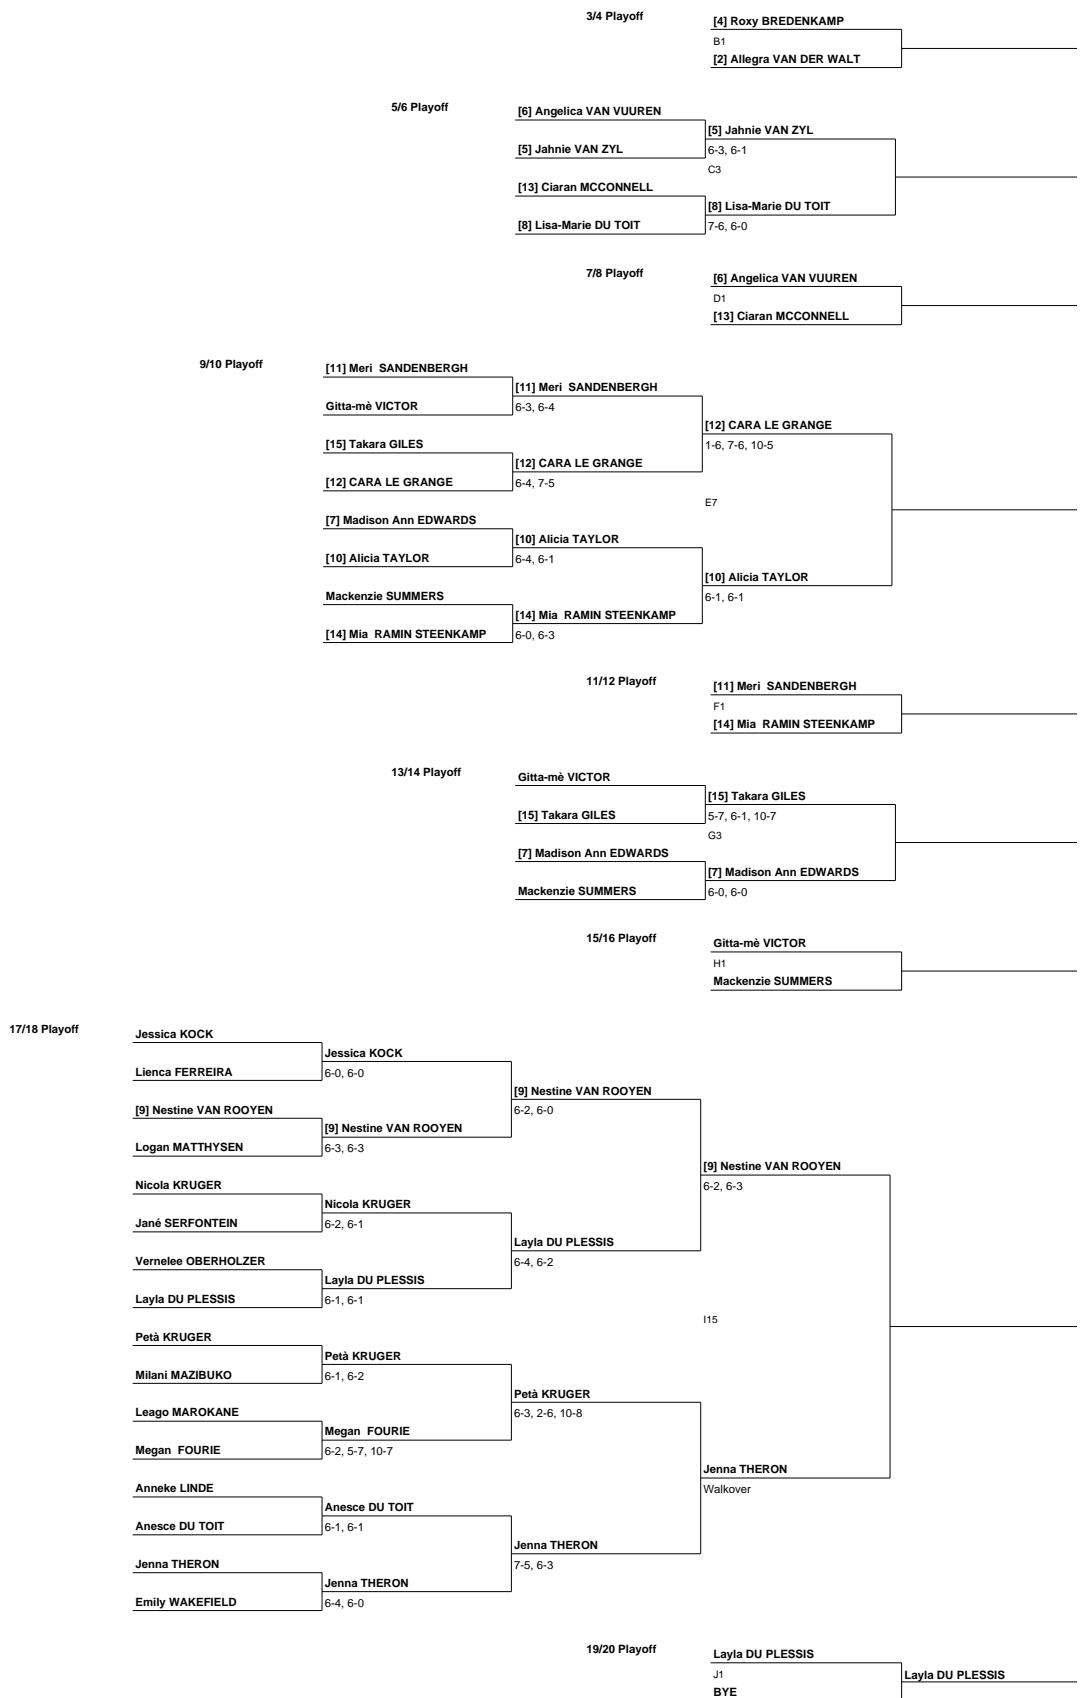 3/4 Playoff
[4] Roxy BREDENKAMP
B1
[2] Allegra VAN DER WALT
5/6 Playoff
[6] Angelica VAN VUUREN
[5] Jahnie VAN ZYL
[5] Jahnie VAN ZYL
6-3, 6-1
C3
[13] Ciaran MCCONNELL
[8] Lisa-Marie DU TOIT
[8] Lisa-Marie DU TOIT
7-6, 6-0
7/8 Playoff
[6] Angelica VAN VUUREN
D1
[13] Ciaran MCCONNELL
9/10 Playoff
[11] Meri  SANDENBERGH
[11] Meri  SANDENBERGH
Gitta-mè VICTOR
6-3, 6-4
[12] CARA LE GRANGE
[15] Takara GILES
1-6, 7-6, 10-5
[12] CARA LE GRANGE
[12] CARA LE GRANGE
6-4, 7-5
E7
[7] Madison Ann EDWARDS
[10] Alicia TAYLOR
[10] Alicia TAYLOR
6-4, 6-1
[10] Alicia TAYLOR
Mackenzie SUMMERS
6-1, 6-1
[14] Mia  RAMIN STEENKAMP
[14] Mia  RAMIN STEENKAMP
6-0, 6-3
11/12 Playoff
[11] Meri  SANDENBERGH
F1
[14] Mia  RAMIN STEENKAMP
13/14 Playoff
Gitta-mè VICTOR
[15] Takara GILES
[15] Takara GILES
5-7, 6-1, 10-7
G3
[7] Madison Ann EDWARDS
[7] Madison Ann EDWARDS
Mackenzie SUMMERS
6-0, 6-0
15/16 Playoff
Gitta-mè VICTOR
H1
Mackenzie SUMMERS
17/18 Playoff
Jessica KOCK
Jessica KOCK
Lienca FERREIRA
6-0, 6-0
[9] Nestine VAN ROOYEN
[9] Nestine VAN ROOYEN
6-2, 6-0
[9] Nestine VAN ROOYEN
Logan MATTHYSEN
6-3, 6-3
[9] Nestine VAN ROOYEN
Nicola KRUGER
6-2, 6-3
Nicola KRUGER
Jané SERFONTEIN
6-2, 6-1
Layla DU PLESSIS
Vernelee OBERHOLZER
6-4, 6-2
Layla DU PLESSIS
Layla DU PLESSIS
6-1, 6-1
I15
Petà KRUGER
Petà KRUGER
Milani MAZIBUKO
6-1, 6-2
Petà KRUGER
Leago MAROKANE
6-3, 2-6, 10-8
Megan  FOURIE
Megan  FOURIE
6-2, 5-7, 10-7
Jenna THERON
Anneke LINDE
Walkover
Anesce DU TOIT
Anesce DU TOIT
6-1, 6-1
Jenna THERON
Jenna THERON
7-5, 6-3
Jenna THERON
Emily WAKEFIELD
6-4, 6-0
19/20 Playoff
Layla DU PLESSIS
J1
Layla DU PLESSIS
BYE